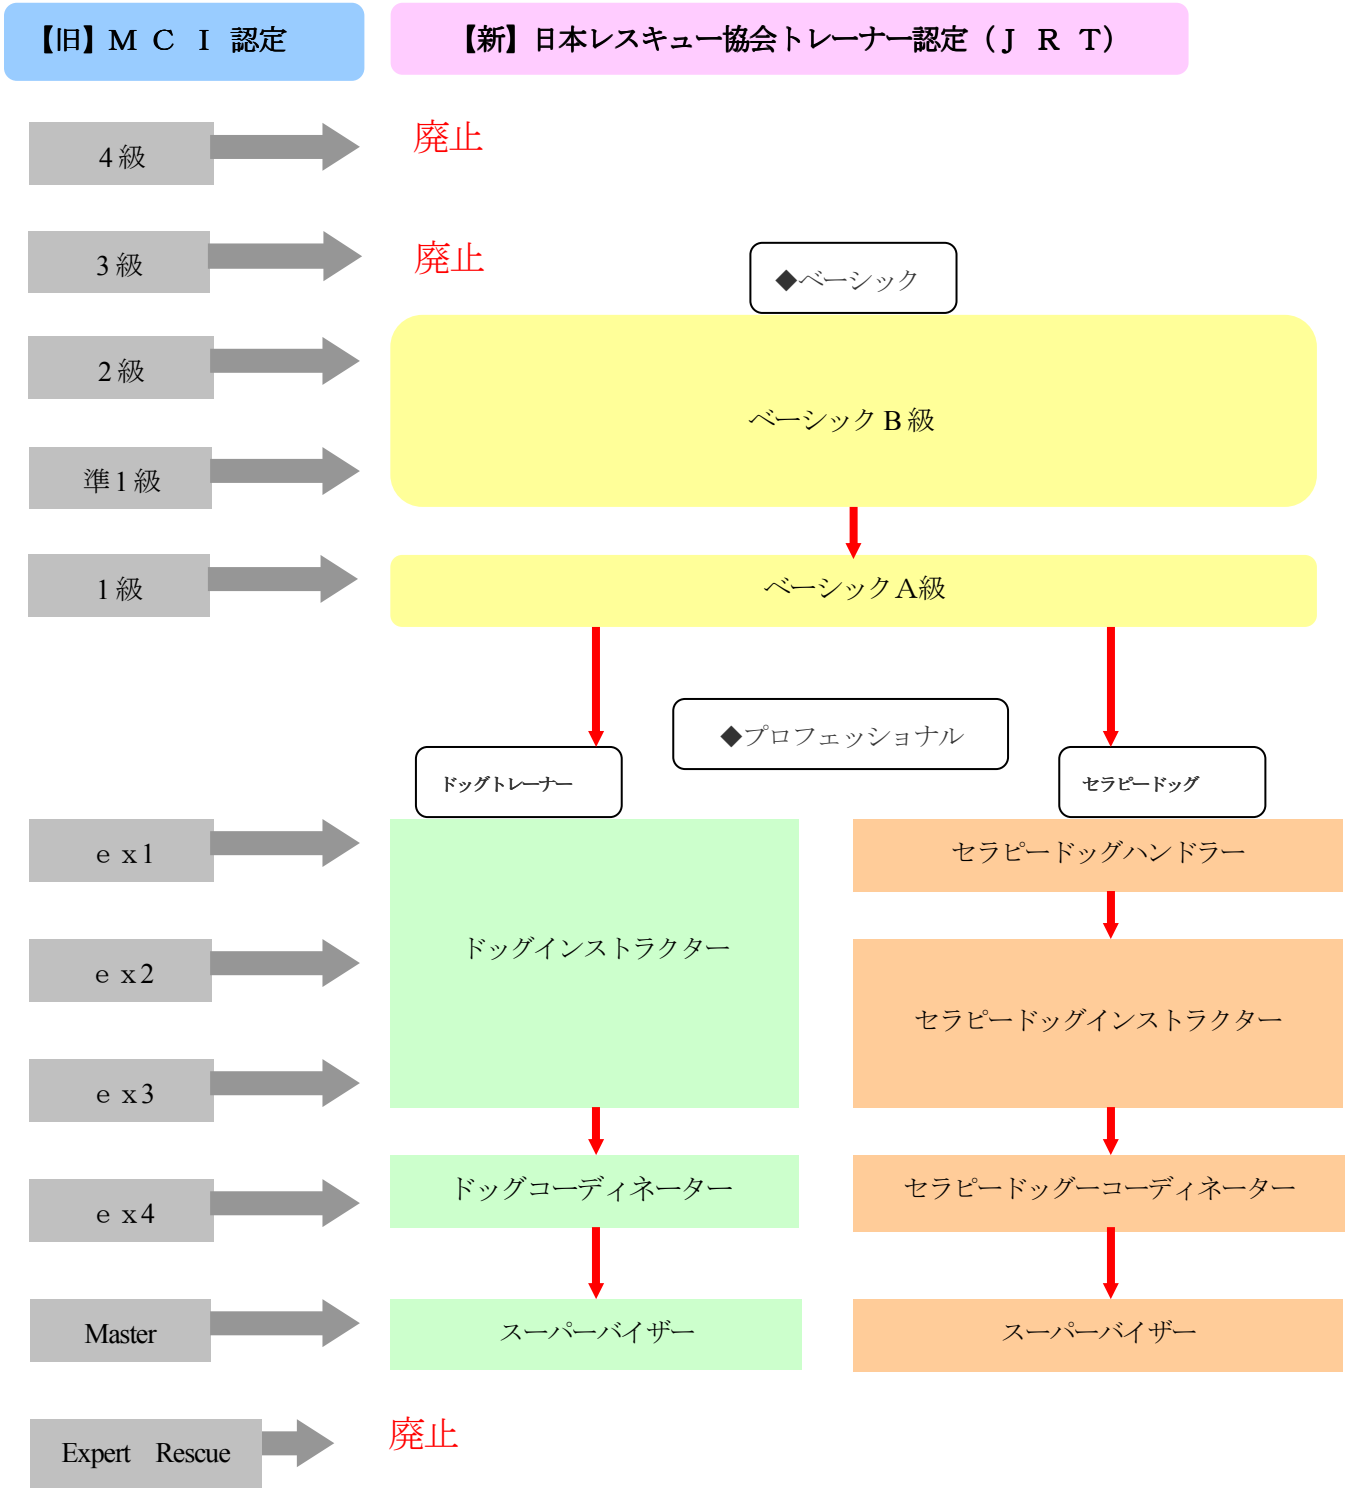 【旧】ＭＣＩ 認定
【新】日本レスキュー協会トレーナー認定（ＪＲＴ）
4級
廃止
3級
廃止
◆ベーシック
2級
ベーシックB級
準1級
1級
ベーシックＡ級
◆プロフェッショナル
ドッグトレーナー
セラピードッグ
ｅｘ1
セラピードッグハンドラー
ｅｘ2
ドッグインストラクター
セラピードッグインストラクター
ｅｘ3
ｅｘ4
ドッグコーディネーター
セラピードッグーコーディネーター
Master
スーパーバイザー
スーパーバイザー
Expert Rescue
廃止